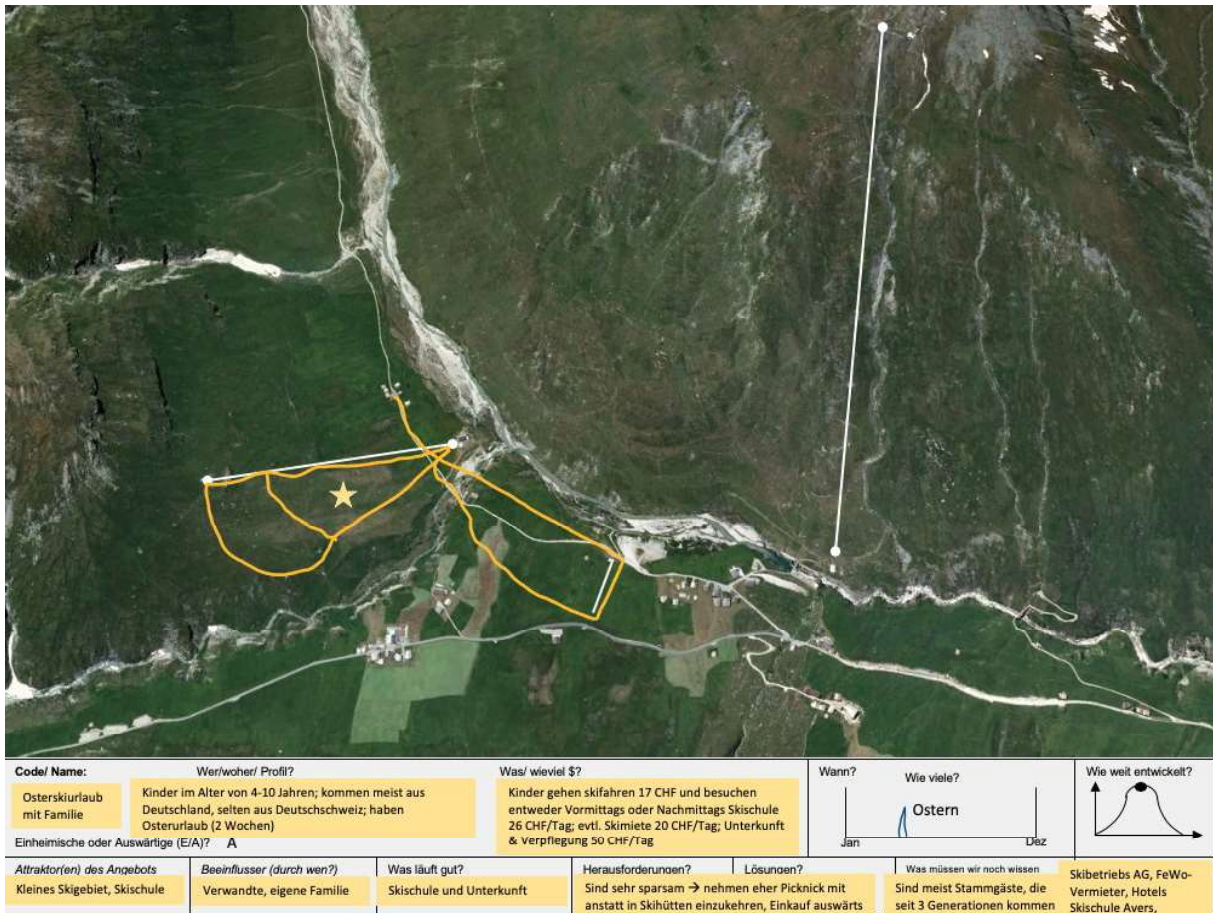 Code/ Name:
Osterskiurlaub
mit Familie
Wer/woher/ Profil?
Kinder im Alter von 4-10 Jahren; kommen meist aus
Deutschland, selten aus Deutschschweiz; haben
Osterurlaub (2 Wochen)
Einheimische oder Auswärtige (E/A)? A
Was/ wieviel $?
Kinder gehen skifahren 17 CHF und besuchen
entweder Vormittags oder Nachmittags Skischule
26 CHF/Tag; evtl. Skimiete 20 CHF/Tag; Unterkunft
& Verpflegung 50 CHF/Tag
Wann?
Wie viele?
Ostern
Jan
Dez
Wie weit entwickelt?
Attraktor(en) des Angebots
Kleines Skigebiet, Skischule
Beeinflusser (durch wen?)
Verwandte, eigene Familie
Was läuft gut?
Skischule und Unterkunft
Herausforderungen?
Lösungen?
Sind sehr sparsam → nehmen eher Picknick mit
anstatt in Skihütten einzukehren, Einkauf auswärts
Was müssen wir noch wissen
Sind meist Stammgäste, die
seit 3 Generationen kommen
Skibetriebs AG, FeWo-
Vermieter, Hotels
Skischule Avers,